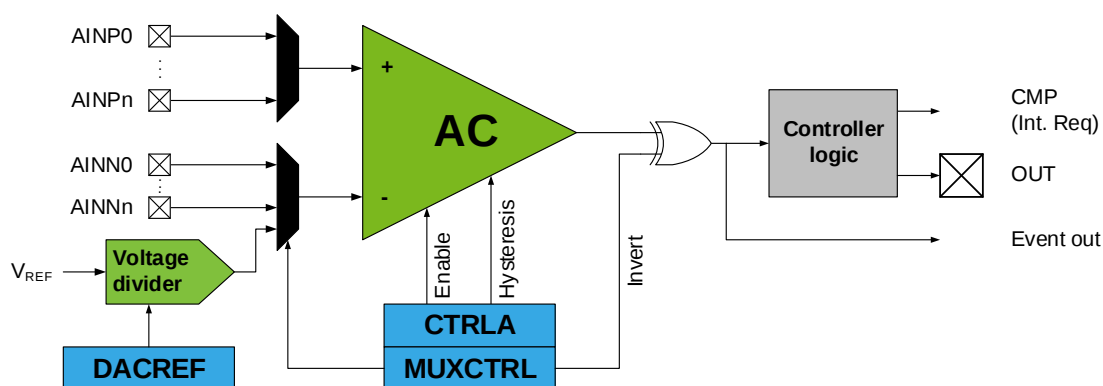 AINP0
AINPn
AINN0
AINNn
VREF
Voltage
divider
DACREF
+
AC
-
Enable
Hysteresis
Invert
CTRLA
MUXCTRL
Controller
logic
CMP
(Int. Req)
OUT
Event out